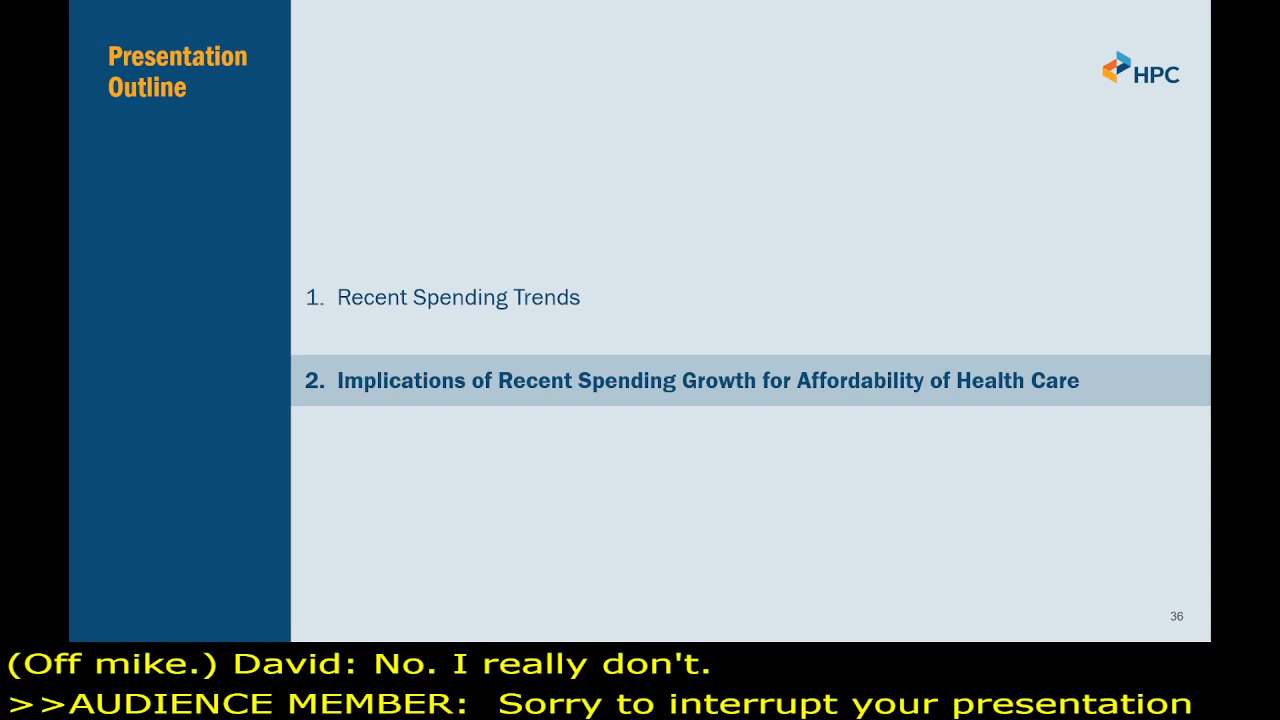 Presentation
Outline
HPC
1. Recent Spending Trends
2. Implications of Recent Spending Growth for Affordability of Health Care
36
(Off mike.) David: No. I really don't.
>>AUDIENCE MEMBER:  Sorry to interrupt your presentation